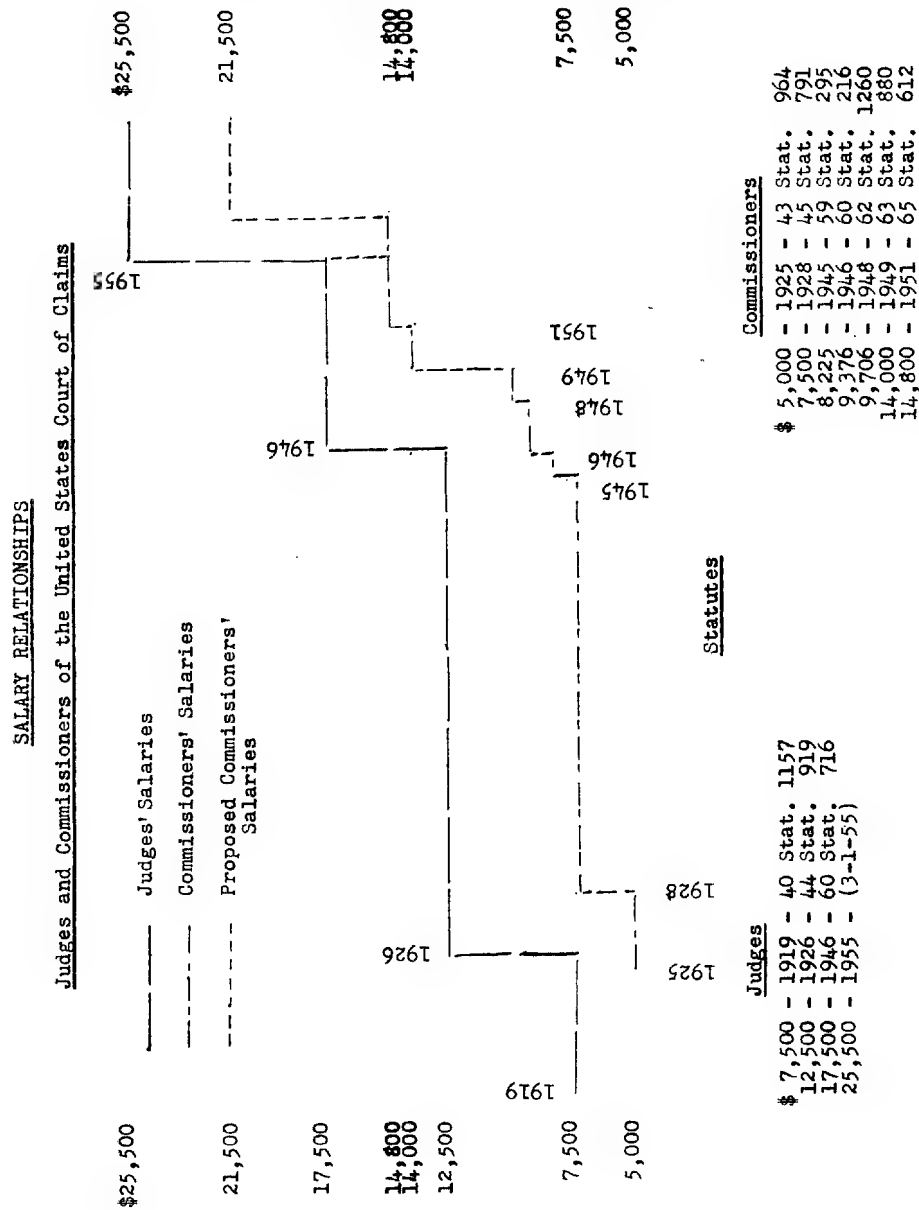 SALARY RELATIONSHIPS
Judges and Commissioners of the United States Court of Claims
$25,500
21,500
17,500
14,800
14,000
12,500
7,500
5,000
Judges' Salaries
Commissioners' Salaries
Proposed Commissioners'
Salaries
1919
1926
1946
1955
1925
1928
1945
1946
1948
1949
1951
$25,500
21,500
14,800
14,000
7,500
5,000
Statutes
Judges
$ 7,500 - 1919 - 40 Stat. 1157
12,500 - 1926 - 44 Stat. 919
17,500 - 1946 - 60 Stat. 716
25,500 - 1955 - (3-1-55)
Commissioners
$ 5,000 - 1925 - 43 Stat. 964
7,500 - 1928 - 45 Stat. 791
8,225 - 1945 - 59 Stat. 295
9,376 - 1946 - 60 Stat. 216
9,706 - 1948 - 62 Stat. 1260
14,000 - 1949 - 63 Stat. 880
14,800 - 1951 - 65 Stat. 612